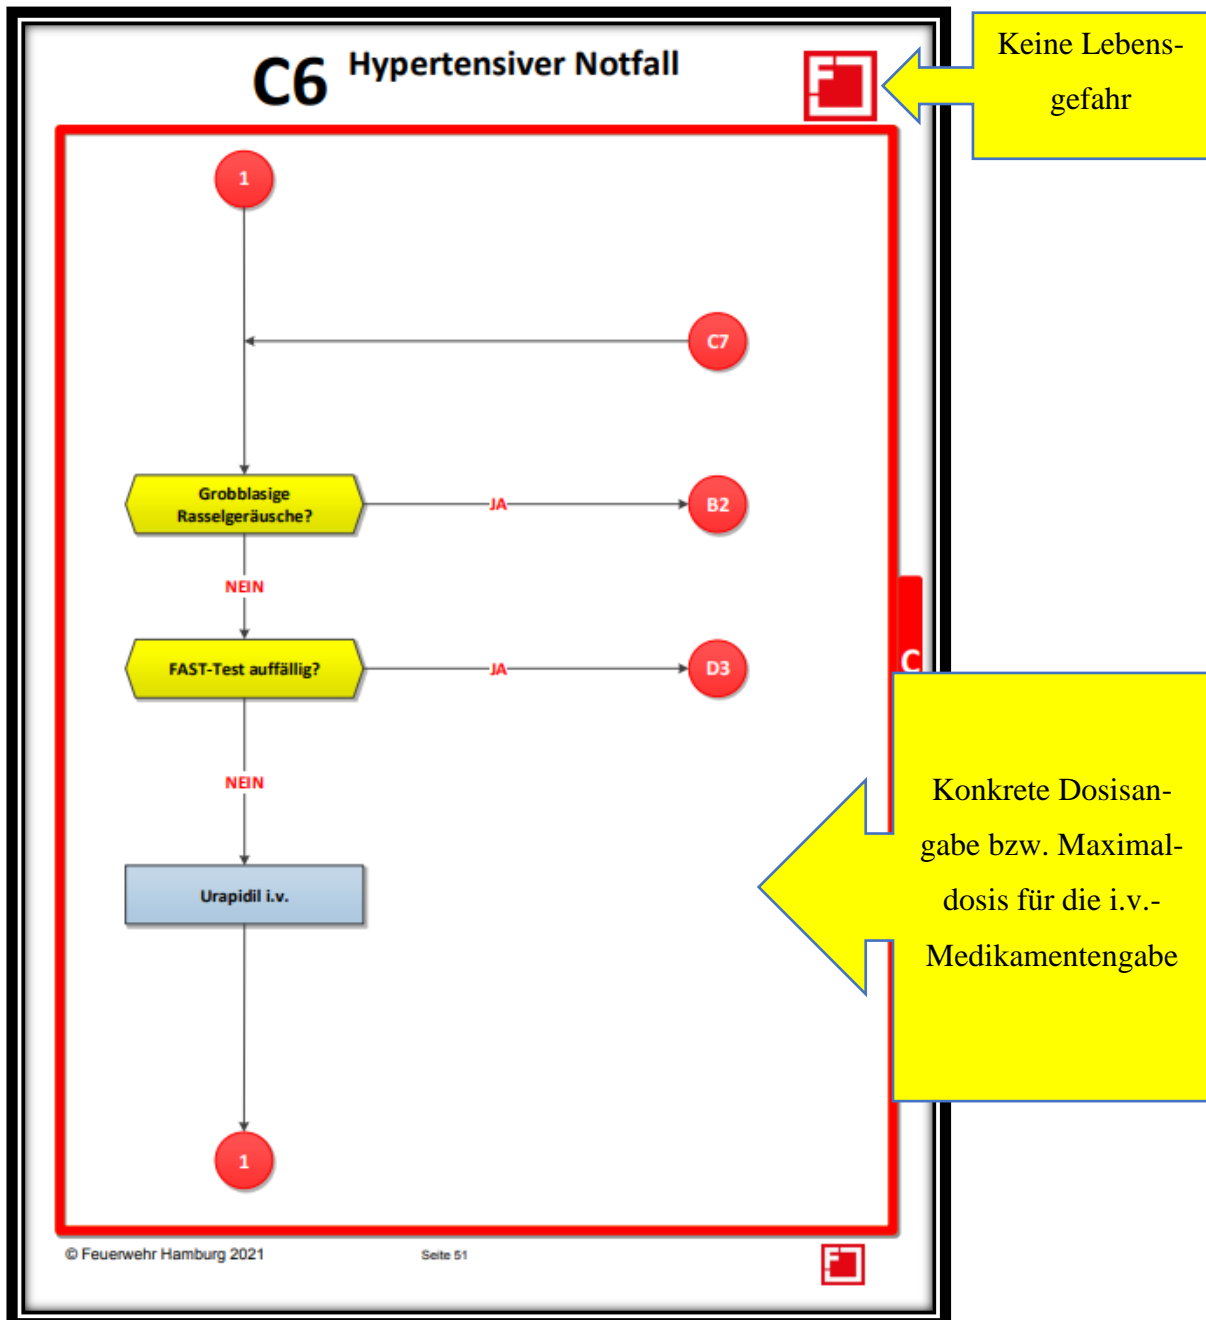 C6 Hypertensiver Notfall
Keine Lebens-
gefahr
1
C7
Grobblasige
Rasselgeräusche?
JA
B2
NEIN
FAST-Test auffällig?
JA
D3
C
NEIN
Urapidil i.v.
Konkrete Dosisan-
gabe bzw. Maximal-
dosis für die i.v.-
Medikamentengabe
1
© Feuerwehr Hamburg 2021
Seite 51